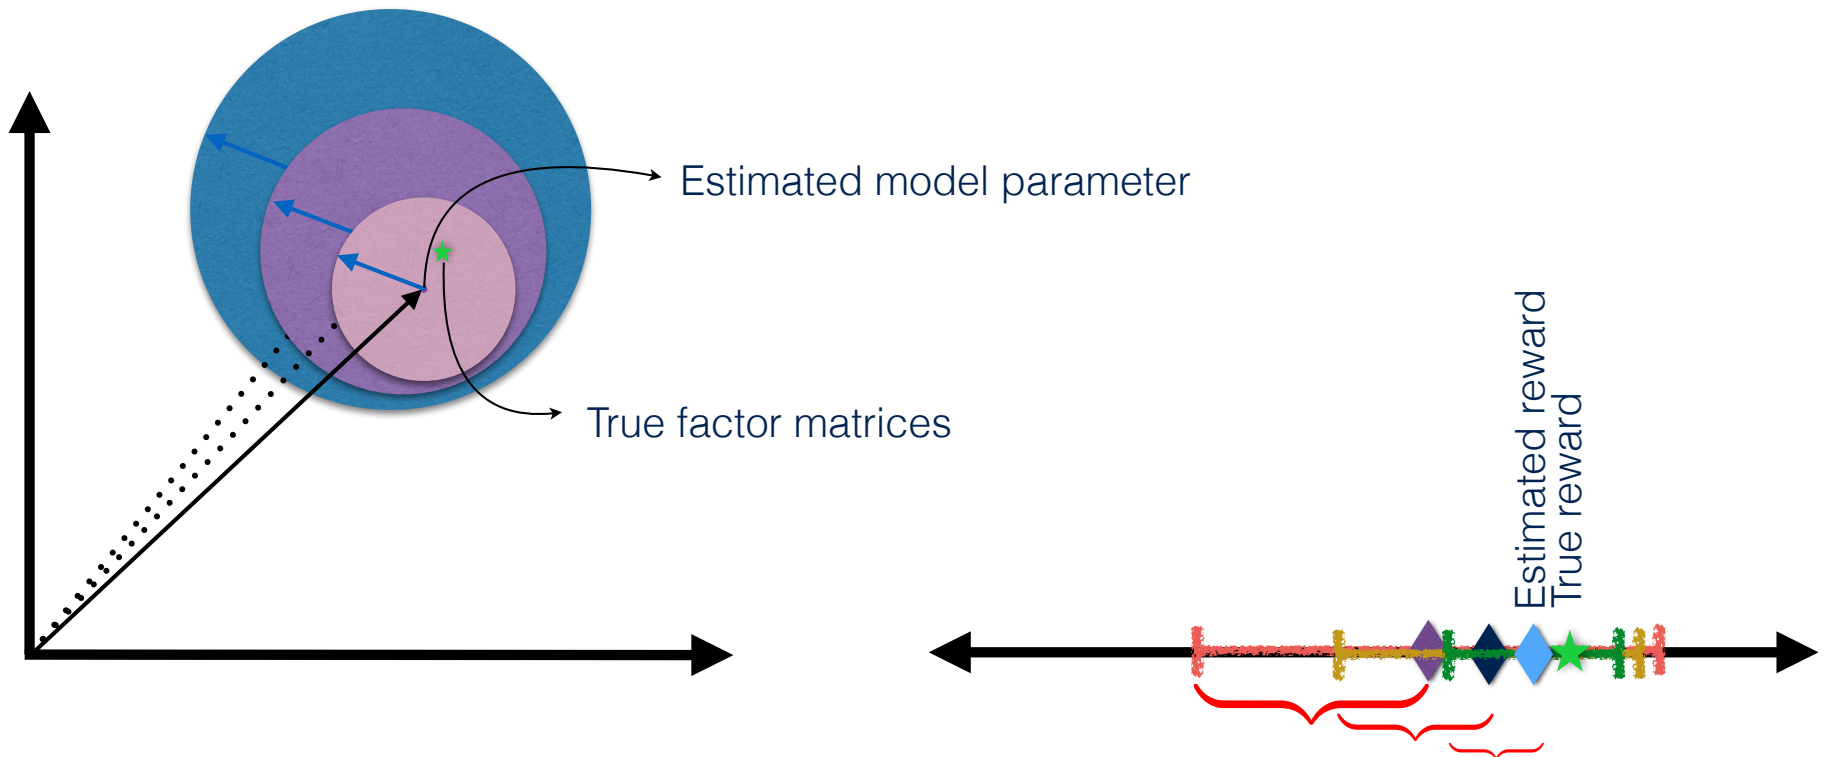 Estimated model parameter
True factor matrices
Estimated reward
True reward